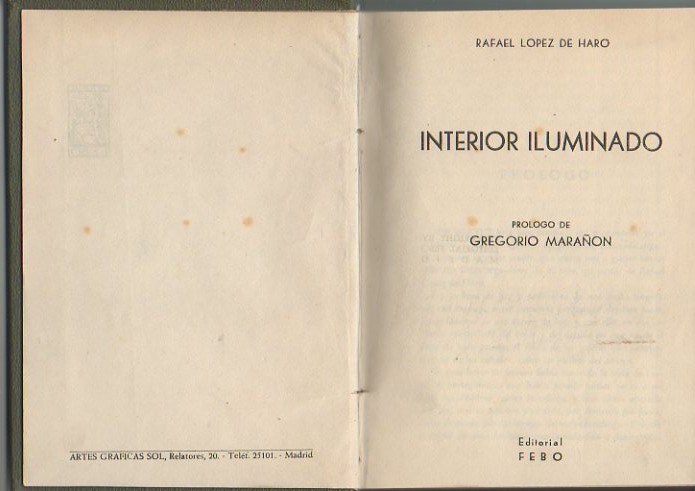 ARTES GRAFICAS SOL, Relatores, 20. - Teléf. 25101. - Madrid
RAFAEL LOPEZ DE HARO
INTERIOR ILUMINADO
PROLOGO DE
GREGORIO MARAÑON
Editorial
FEBO
PROLOGO